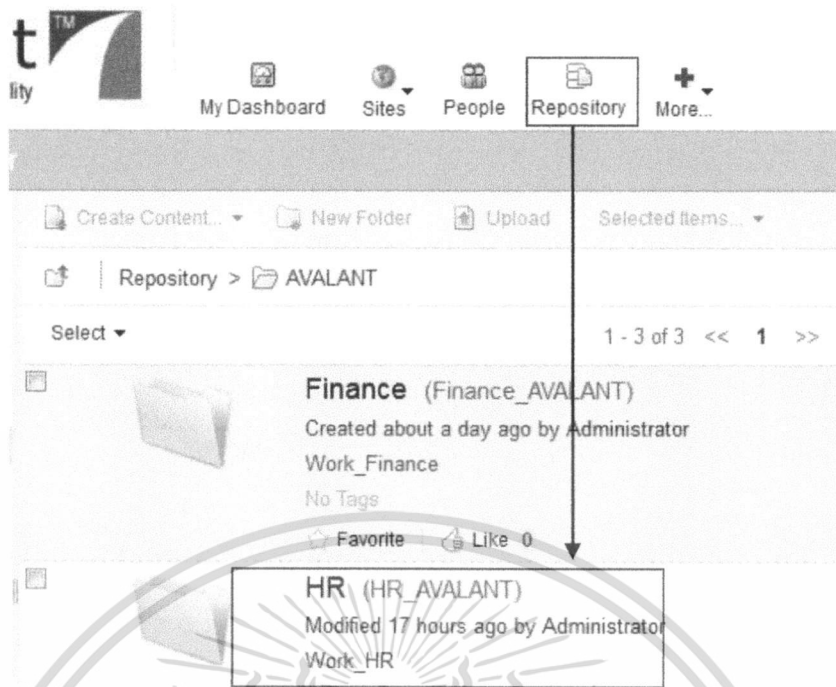 t TM
lity
My Dashboard Sites People Repository More...
Create Content... New Folder Upload Selected Items...
Repository > AVALANT
Select 1 - 3 of 3 << 1 >>
Finance (Finance_AVALANT)
Created about a day ago by Administrator
Work_Finance
No Tags
Favorite Like 0
HR (HR_AVALANT)
Modified 17 hours ago by Administrator
Work_HR